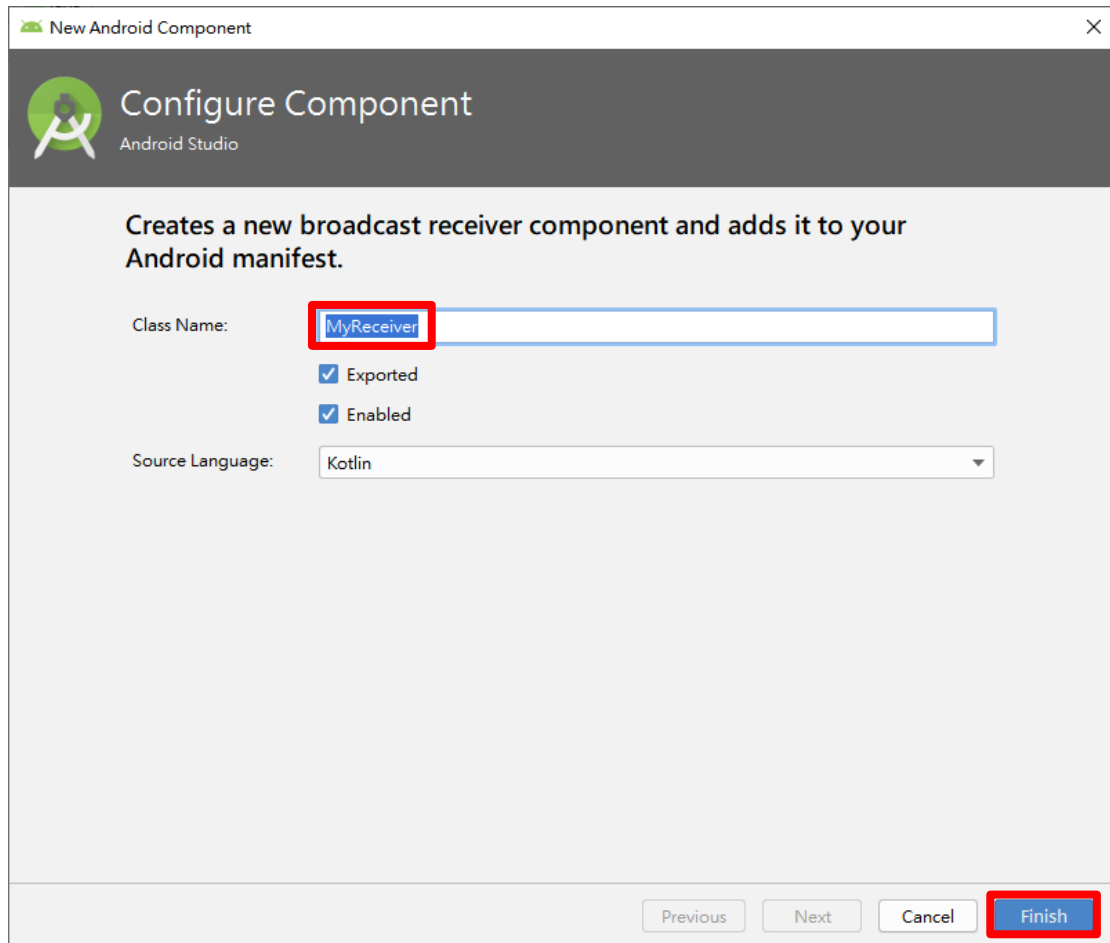 New Android Component
Configure Component
Android Studio
Creates a new broadcast receiver component and adds it to your
Android manifest.
Class Name:
MyReceiver
Exported
Enabled
Source Language:
Kotlin
Previous
Next
Cancel
Finish